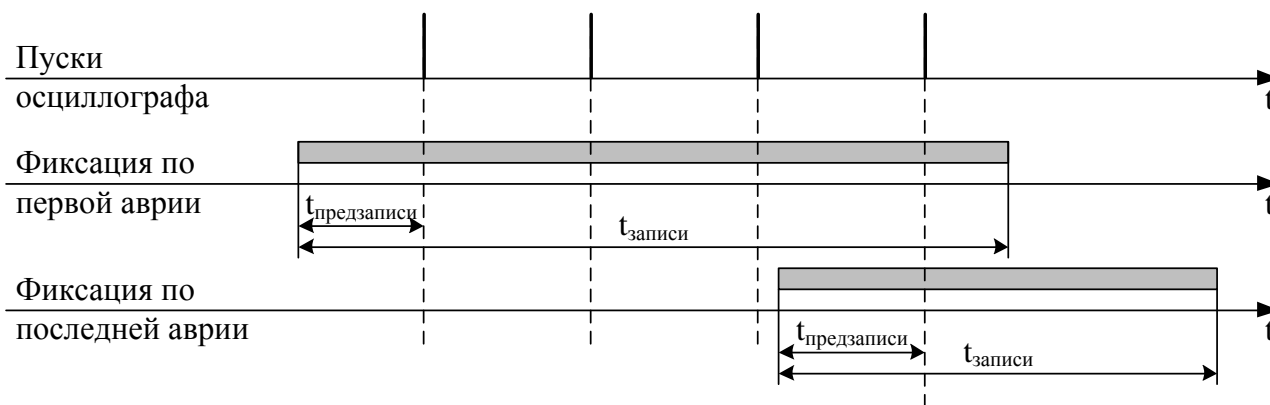 Пуски
осциллографа
t
Фиксация по
первой аврии
t
tпредзаписи
tзаписи
Фиксация по
последней аврии
t
tпредзаписи
tзаписи